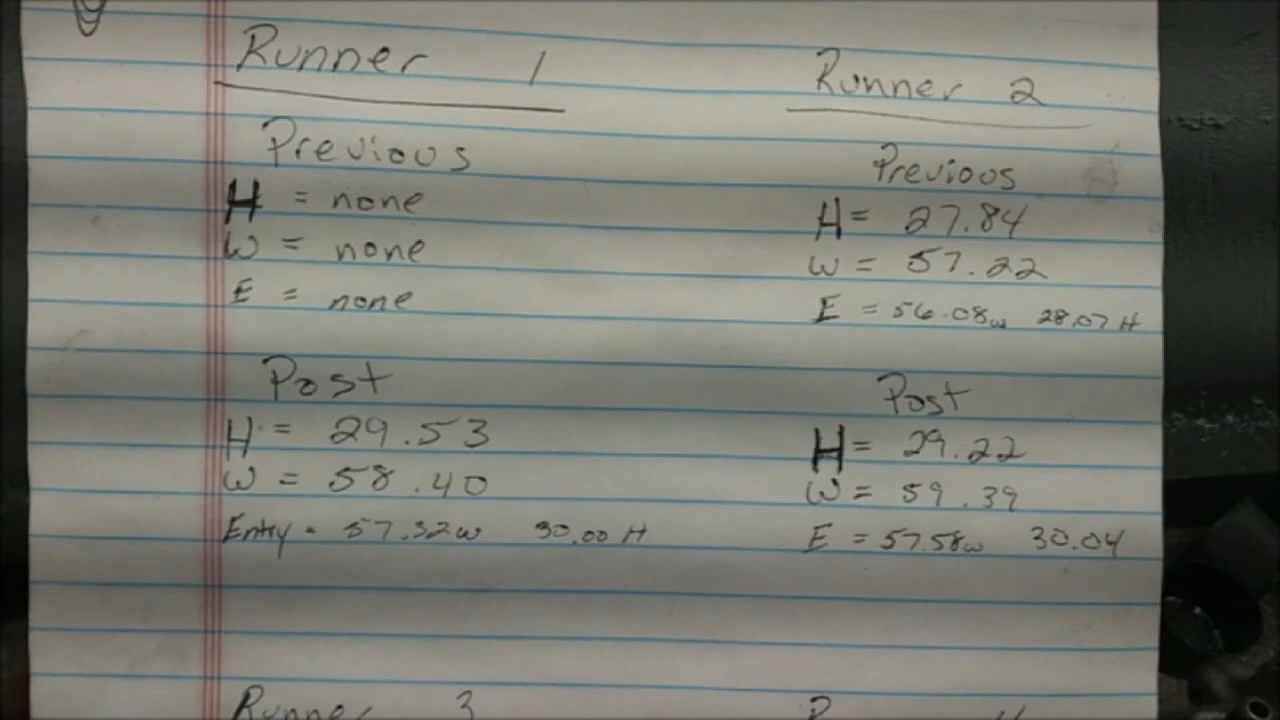 Runner 1
Previous
H = none
W = none
E = none
Post
H = 29.53
W = 58.40
Entry = 57.32w 30.00 H
Runner 2
Previous
H = 27.84
W = 57.22
E = 56.08w 28.07 H
Post
H = 29.22
W = 59.39
E = 57.58w 30.04
Runner 3